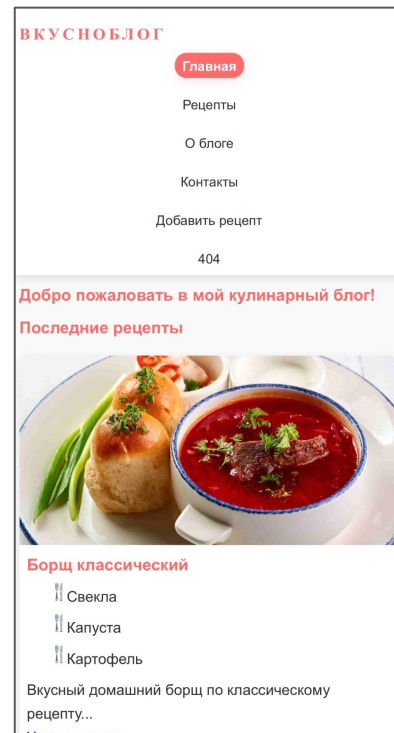 ВКУСНОБЛОГ
Главная
Рецепты
О блоге
Контакты
Добавить рецепт
404
Добро пожаловать в мой кулинарный блог!
Последние рецепты
Борщ классический
Свекла
Капуста
Картофель
Вкусный домашний борщ по классическому
рецепту...